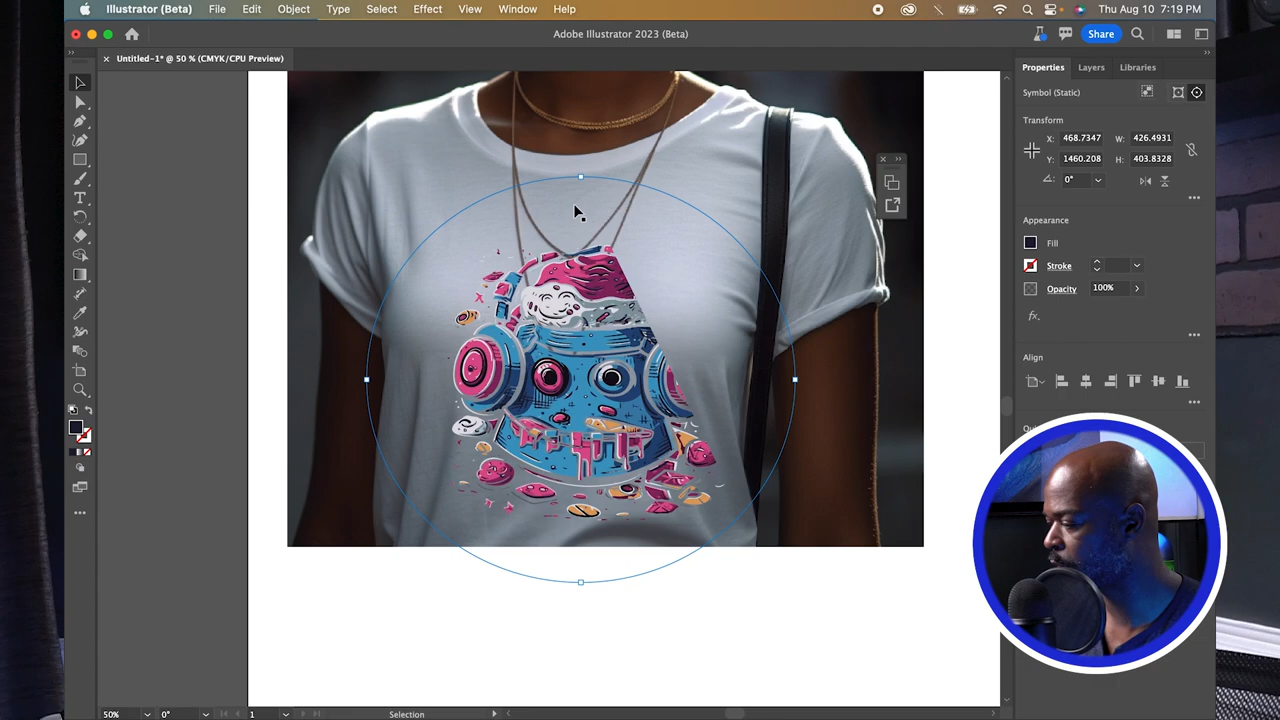 Illustrator (Beta) File Edit Object Type Select Effect View Window Help Thu Aug 10 7:19 PM
Adobe Illustrator 2023 (Beta) Share
Untitled-1* @ 50 % (CMYK/CPU Preview)
Properties Layers Libraries
Symbol (Static)
Transform
X: 468.7347 W: 426.4931
Y: 1460.208 H: 403.8328
0°
Appearance
Fill
Stroke
Opacity 100%
fx.
Align
50% 0° 1 Selection